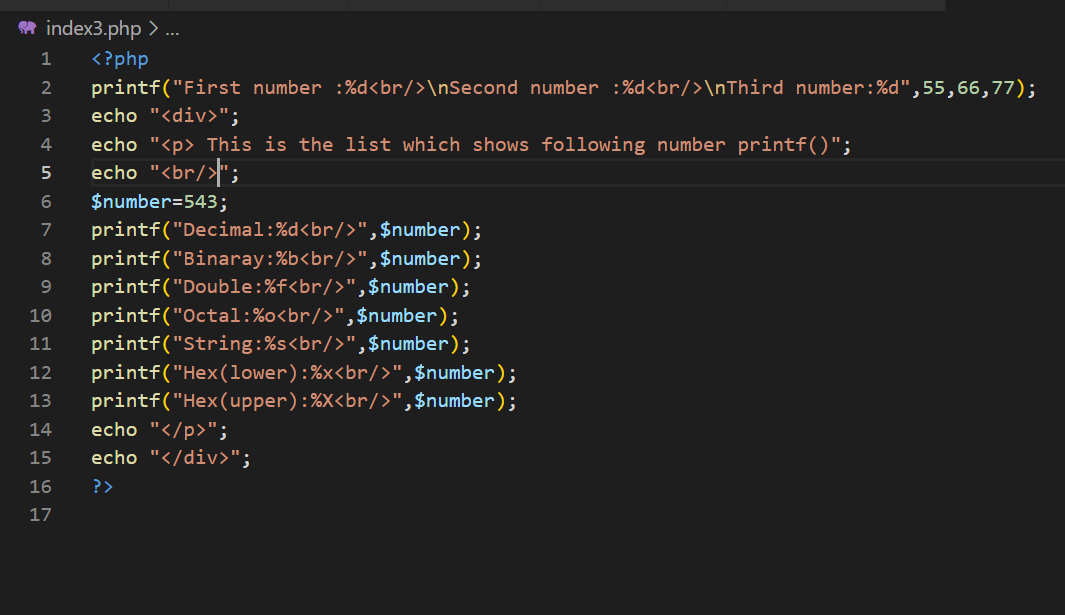 index3.php > ...
1 <?php
2 printf("First number :%d<br/>\nSecond number :%d<br/>\nThird number:%d",55,66,77);
3 echo "<div>";
4 echo "<p> This is the list which shows following number printf()";
5 echo "<br/>";
6 $number=543;
7 printf("Decimal:%d<br/>",$number);
8 printf("Binaray:%b<br/>",$number);
9 printf("Double:%f<br/>",$number);
10 printf("Octal:%o<br/>",$number);
11 printf("String:%s<br/>",$number);
12 printf("Hex(lower):%x<br/>",$number);
13 printf("Hex(upper):%X<br/>",$number);
14 echo "</p>";
15 echo "</div>";
16 ?>
17